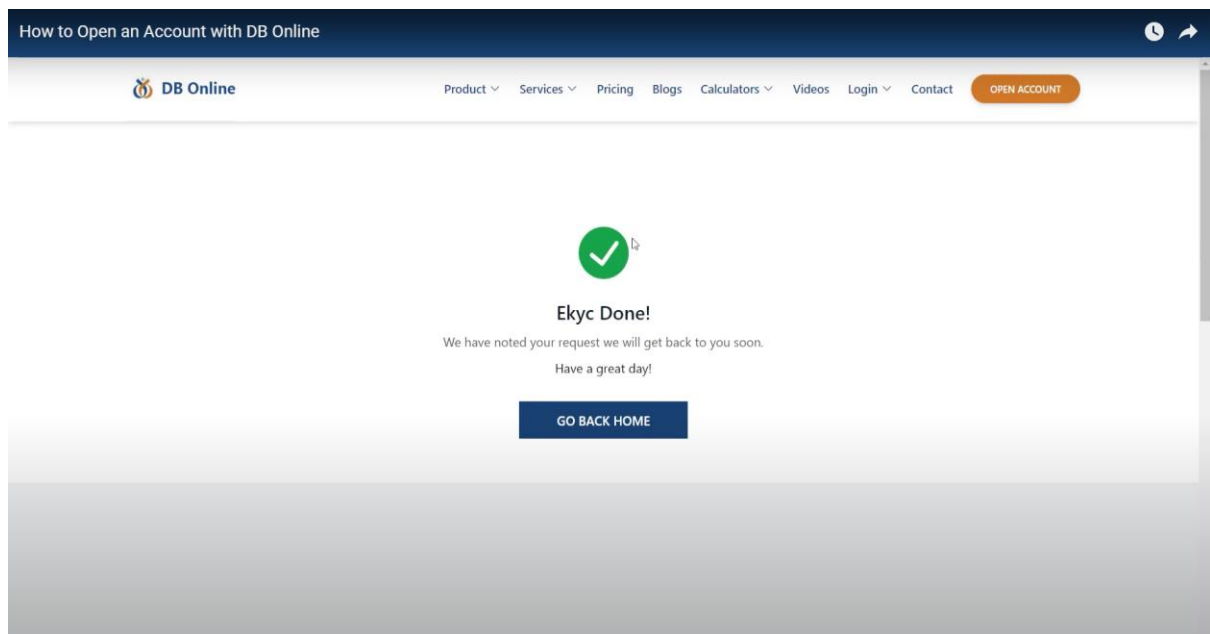 How to Open an Account with DB Online
DB Online
Product Services Pricing Blogs Calculators Videos Login Contact OPEN ACCOUNT
Ekyc Done!
We have noted your request we will get back to you soon.
Have a great day!
GO BACK HOME